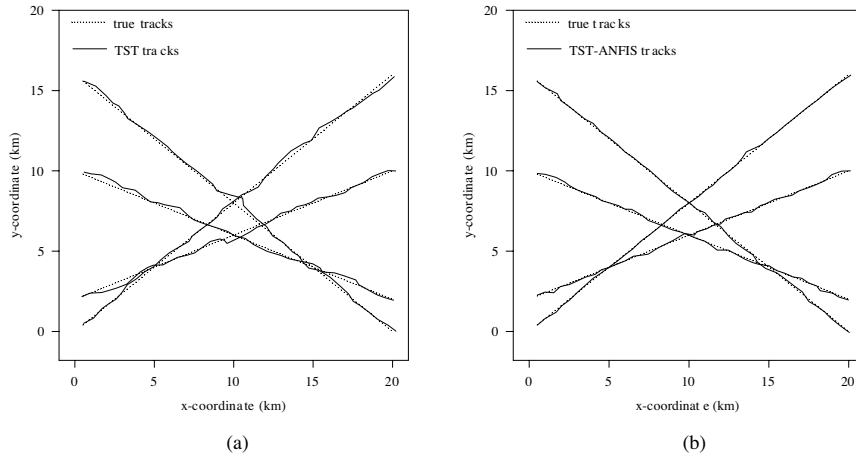 20
15
10
5
0
y-coordinate (km)
true tracks
TST tracks
0 5 10 15 20
x-coordinate (km)
(a)
20
15
10
5
0
y-coordinate (km)
true tracks
TST-ANFIS tracks
0 5 10 15 20
x-coordinate (km)
(b)